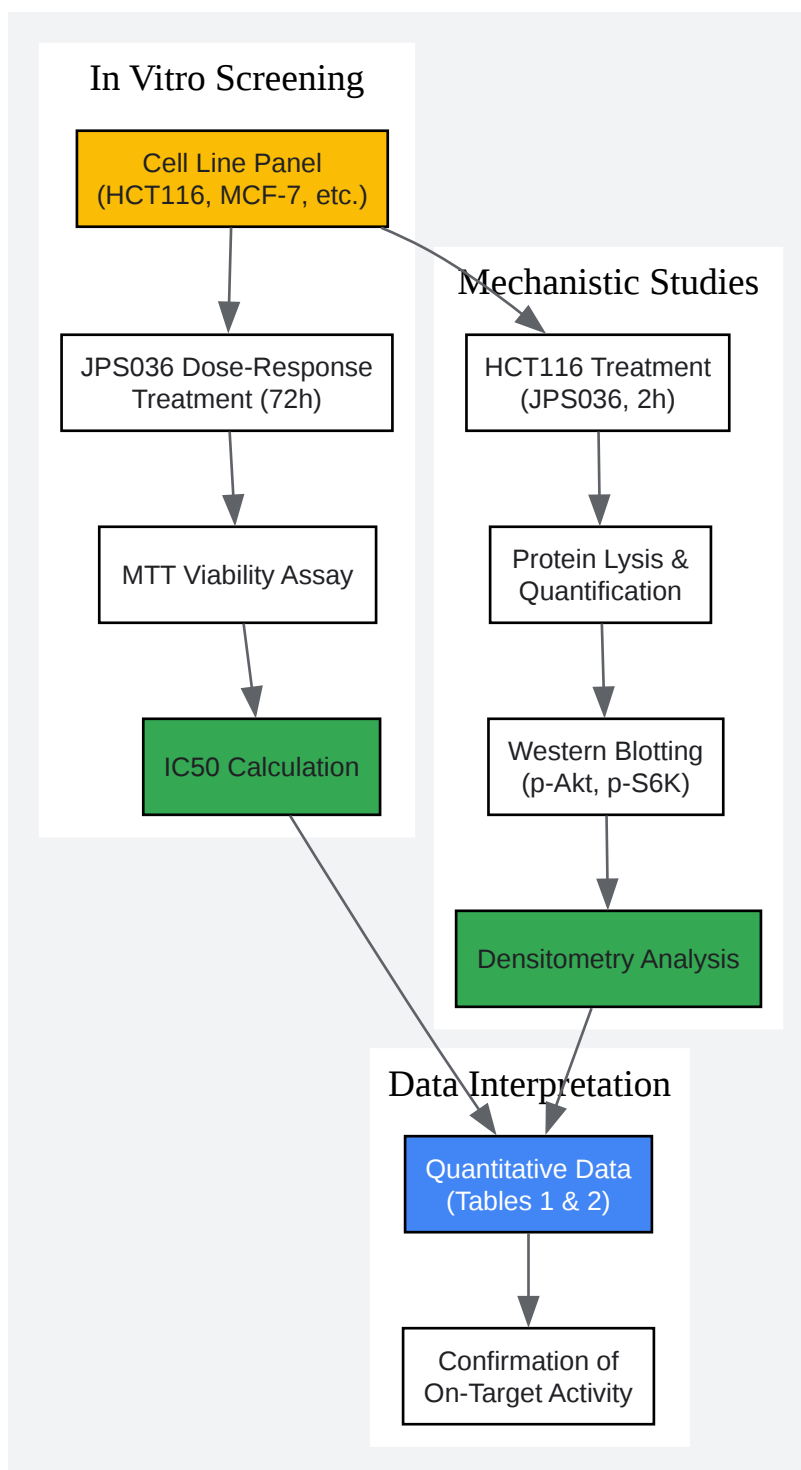 In Vitro Screening
Cell Line Panel
(HCT116, MCF-7, etc.)
JPS036 Dose-Response
Treatment (72h)
MTT Viability Assay
IC50 Calculation
Mechanistic Studies
HCT116 Treatment
(JPS036, 2h)
Protein Lysis &
Quantification
Western Blotting
(p-Akt, p-S6K)
Densitometry Analysis
Data Interpretation
Quantitative Data
(Tables 1 & 2)
Confirmation of
On-Target Activity